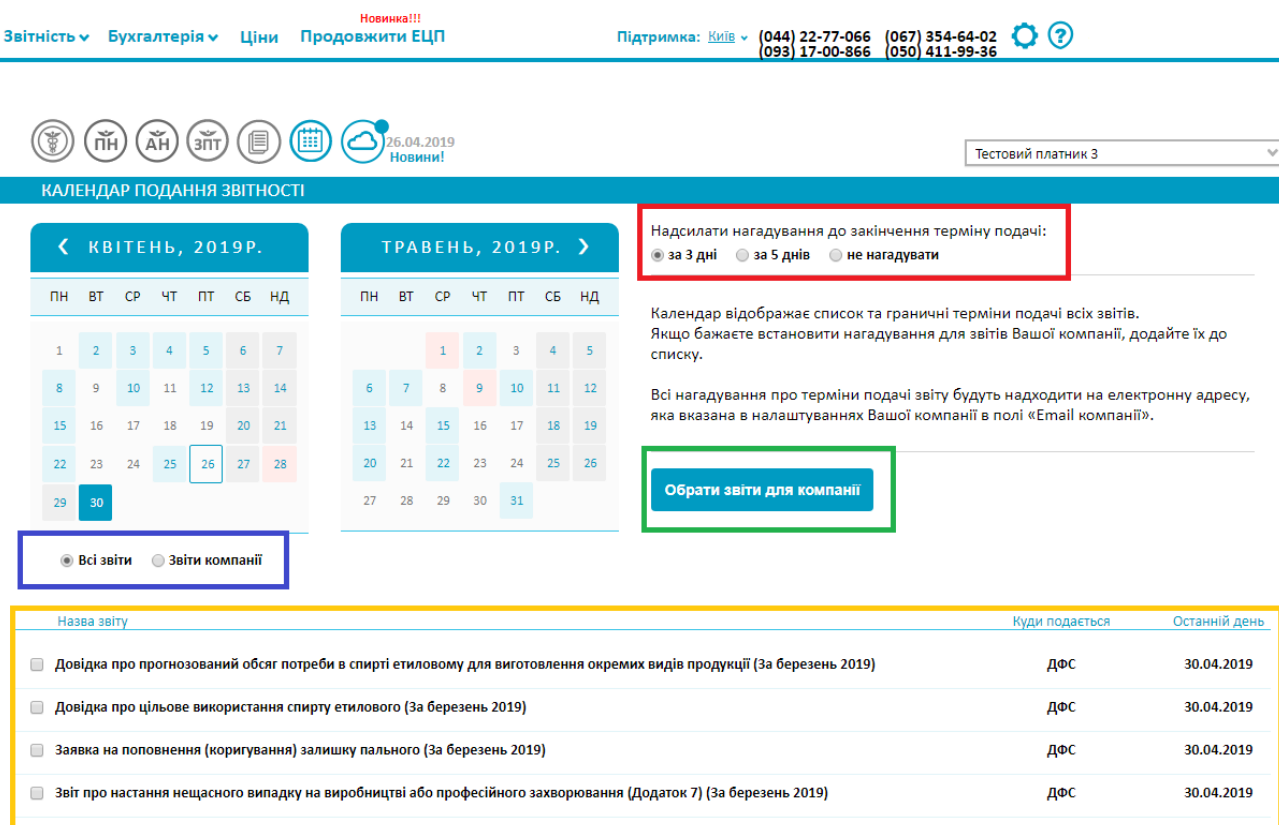 Новинка!!!
Звітність Бухгалтерія Ціни Продовжити ЕЦП
Підтримка: Київ (044) 22-77-066 (067) 354-64-02
(093) 17-00-866 (050) 411-99-36
?
ПН АН ЗПТ
26.04.2019
Новини!
Тестовий платник 3
КАЛЕНДАР ПОДАННЯ ЗВІТНОСТІ
КВІТЕНЬ, 2019Р.
ПН ВТ СР ЧТ ПТ СБ НД
1 2 3 4 5 6 7
8 9 10 11 12 13 14
15 16 17 18 19 20 21
22 23 24 25 26 27 28
29 30
ТРАВЕНЬ, 2019Р.
ПН ВТ СР ЧТ ПТ СБ НД
1 2 3 4 5
6 7 8 9 10 11 12
13 14 15 16 17 18 19
20 21 22 23 24 25 26
27 28 29 30 31
Надсилати нагадування до закінчення терміну подачі:
за 3 дні за 5 днів не нагадувати
Календар відображає список та граничні терміни подачі всіх звітів.
Якщо бажаєте встановити нагадування для звітів Вашої компанії, додайте їх до
списку.
Всі нагадування про терміни подачі звіту будуть надходити на електронну адресу,
яка вказана в налаштуваннях Вашої компанії в полі «Email компанії».
Обрати звіти для компанії
Всі звіти Звіти компанії
Назва звіту Куди подається Останній день
Довідка про прогнозований обсяг потреби в спирті етиловому для виготовлення окремих видів продукції (За березень 2019) ДФС 30.04.2019
Довідка про цільове використання спирту етилового (За березень 2019) ДФС 30.04.2019
Заявка на поповнення (коригування) залишку пального (За березень 2019) ДФС 30.04.2019
Звіт про настання нещасного випадку на виробництві або професійного захворювання (Додаток 7) (За березень 2019) ДФС 30.04.2019